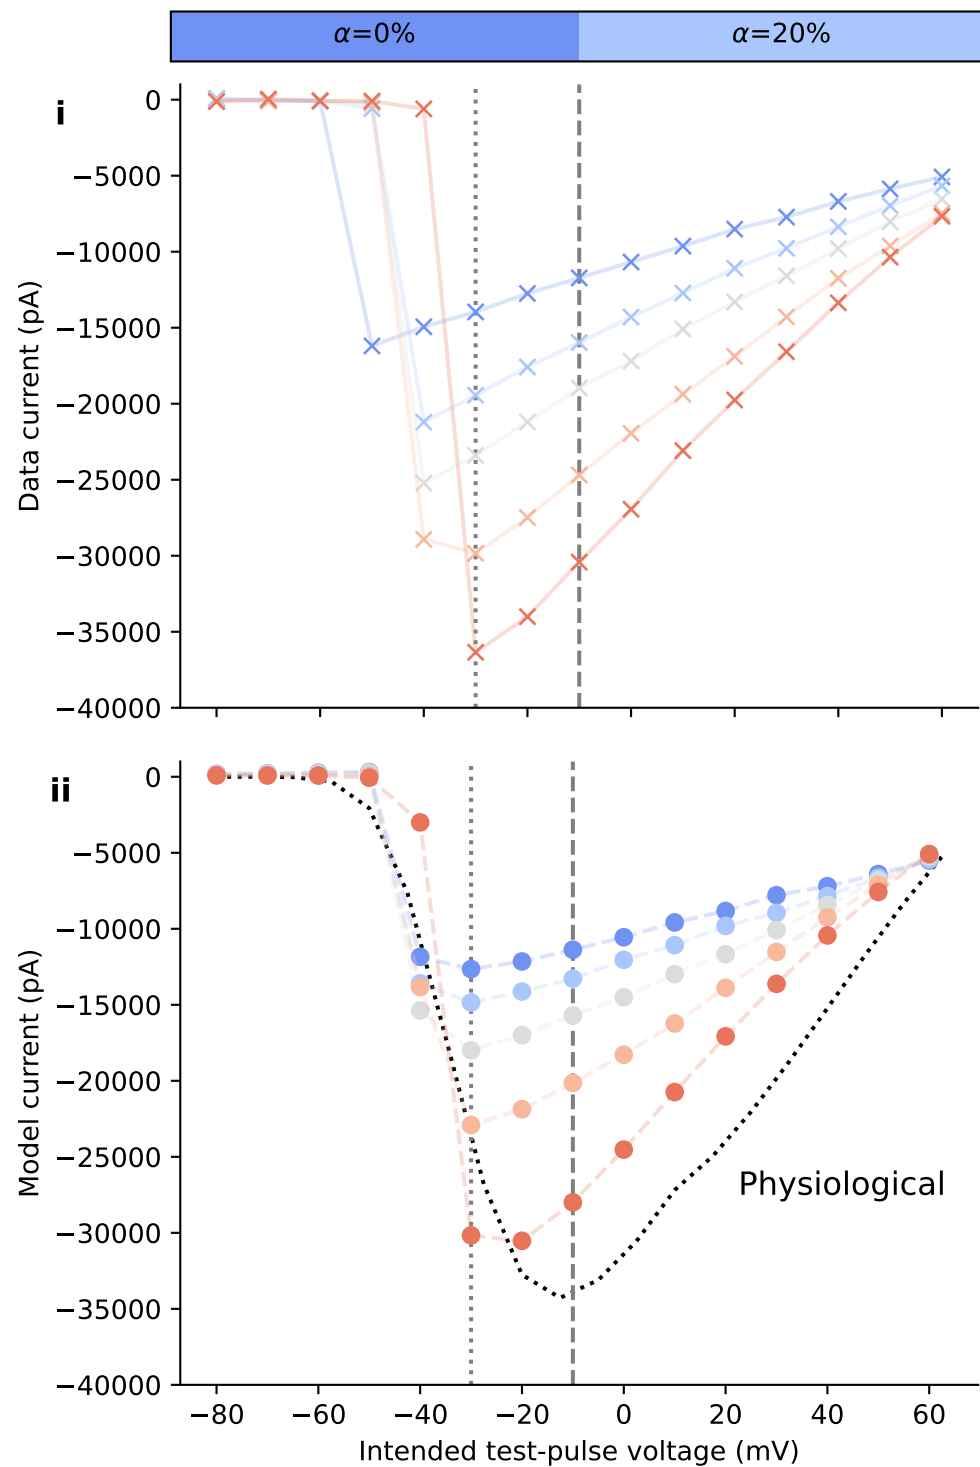 α=0% α=20%
i
0
−5000
−10000
−15000
−20000
−25000
−30000
−35000
−40000
Data current (pA)
ii
0
−5000
−10000
−15000
−20000
−25000
−30000
−35000
−40000
Model current (pA)
Physiological
−80 −60 −40 −20 0 20 40 60
Intended test-pulse voltage (mV)